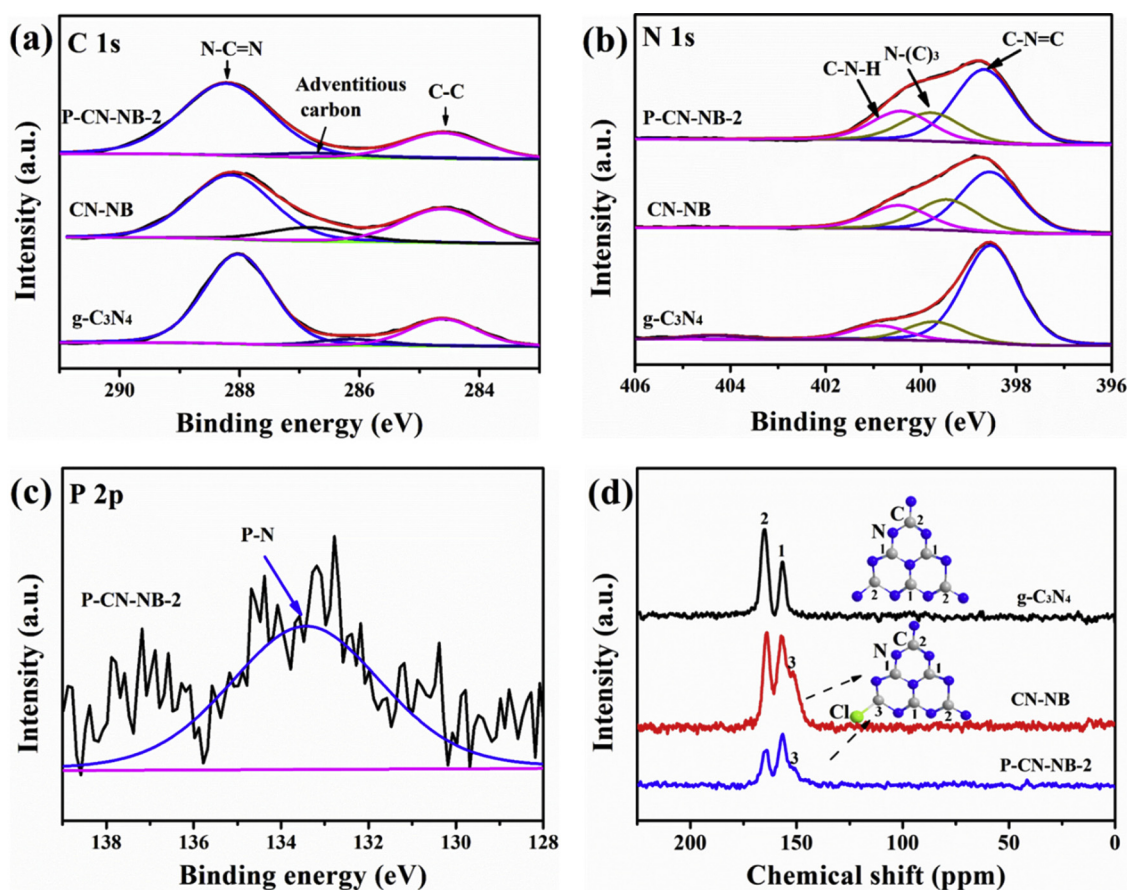 (a) C 1s
N-C=N
Adventitious
carbon
C-C
P-CN-NB-2
CN-NB
g-C₃N₄
Intensity (a.u.)
290 288 286 284
Binding energy (eV)
(b) N 1s
C-N=C
N-(C)₃
C-N-H
P-CN-NB-2
CN-NB
g-C₃N₄
Intensity (a.u.)
406 404 402 400 398 396
Binding energy (eV)
(c) P 2p
P-N
P-CN-NB-2
Intensity (a.u.)
138 136 134 132 130 128
Binding energy (eV)
(d)
2
1
C 2
N
1 1
2 1 2
g-C₃N₄
3
C 2
N
1 1
Cl 3 1 2
CN-NB
3
P-CN-NB-2
Intensity (a.u.)
225 200 150 100 50 0
Chemical shift (ppm)